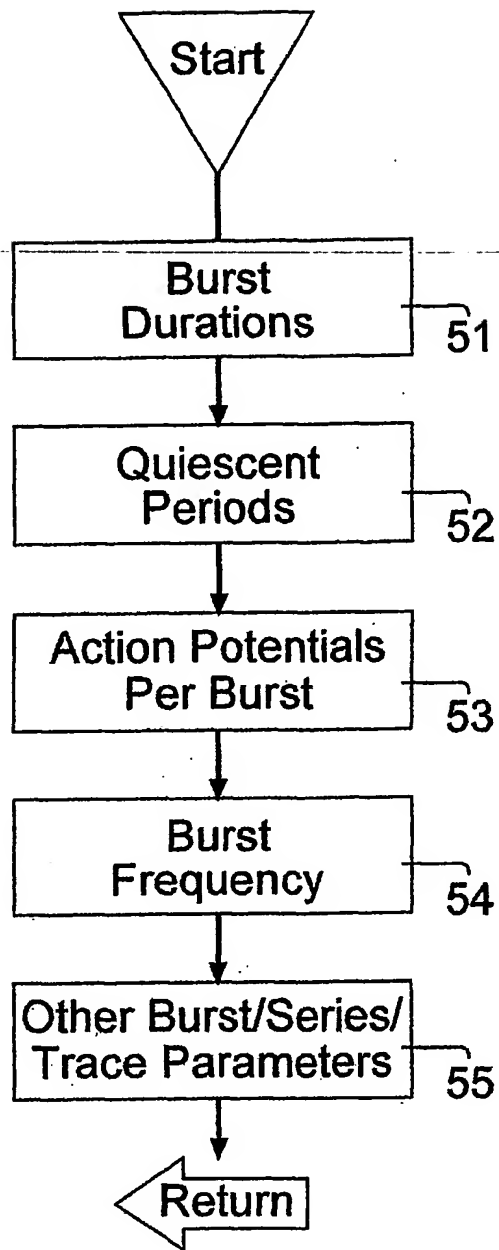 Start
Burst
Durations
51
Quiescent
Periods
52
Action Potentials
Per Burst
53
Burst
Frequency
54
Other Burst/Series/
Trace Parameters
55
Return